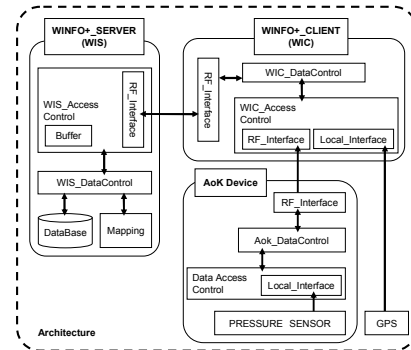 WINFO+_SERVER
(WIS)
WINFO+_CLIENT
(WIC)
WIS_Access
Control
Buffer
RF_Interface
RF_Interface
WIC_DataControl
WIC_Access
Control
RF_Interface
Local_Interface
WIS_DataControl
DataBase
Mapping
AoK Device
RF_Interface
Aok_DataControl
Data Access
Control
Local_Interface
PRESSURE SENSOR
GPS
Architecture